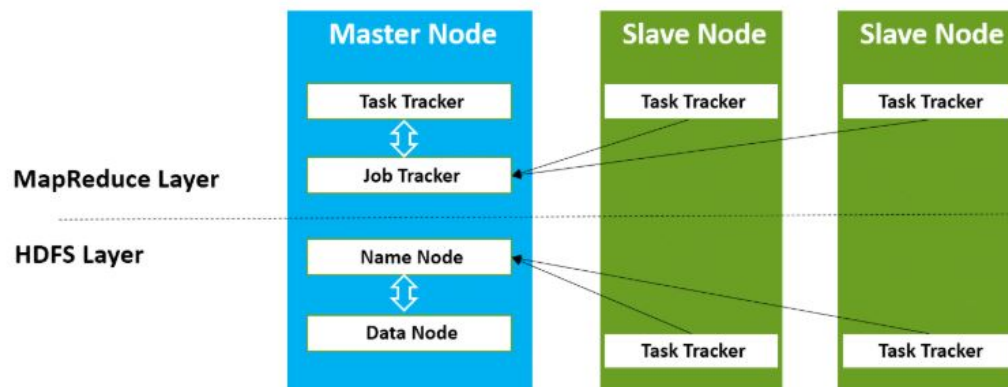 Master Node
Slave Node
Slave Node
Task Tracker
Task Tracker
Task Tracker
MapReduce Layer
Job Tracker
HDFS Layer
Name Node
Data Node
Task Tracker
Task Tracker